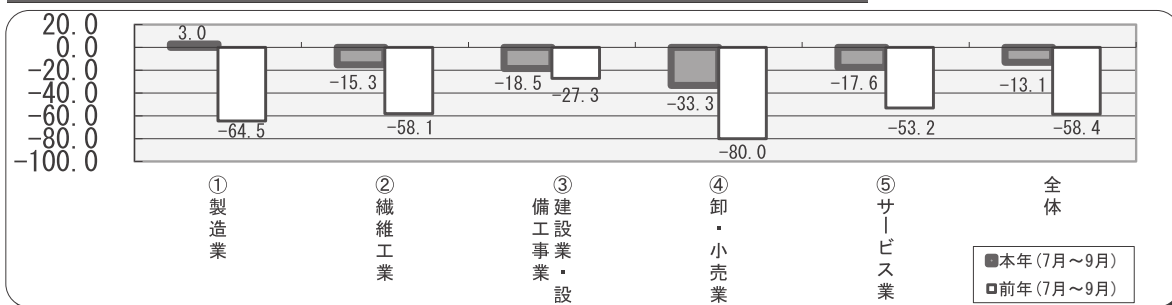 20.0
0.0
-20.0
-40.0
-60.0
-80.0
-100.0
3.0
-64.5
-15.3
-58.1
-18.5
-27.3
-33.3
-80.0
-17.6
-53.2
-13.1
-58.4
①製造業
②繊維工業
③建設業・設
備工事業
④卸・小売業
⑤サービス業
全体
本年(7月～9月)
前年(7月～9月)